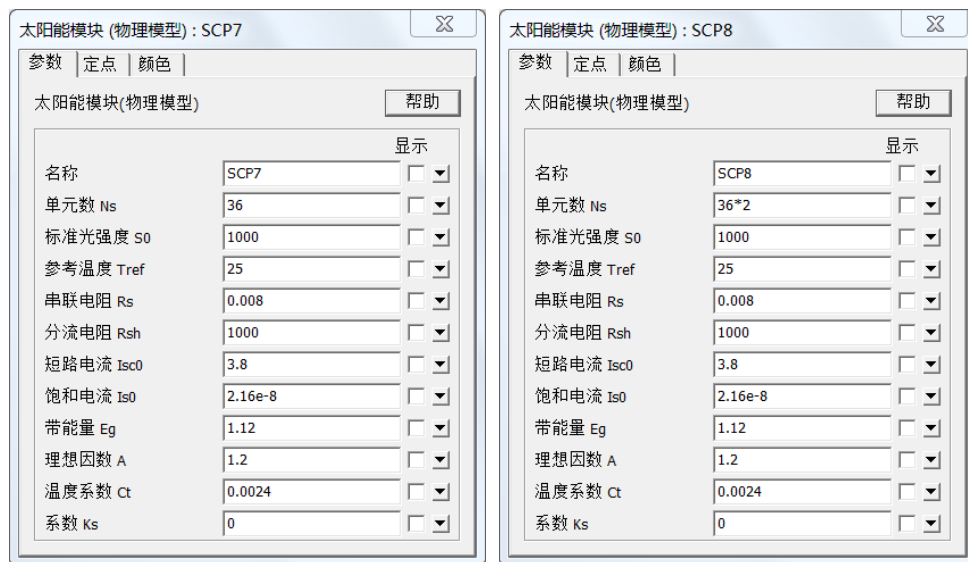 太阳能模块 (物理模型) : SCP7
参数 定点 颜色
太阳能模块(物理模型) 帮助
显示
名称 SCP7
单元数 Ns 36
标准光强度 S0 1000
参考温度 Tref 25
串联电阻 Rs 0.008
分流电阻 Rsh 1000
短路电流 Isc0 3.8
饱和电流 Is0 2.16e-8
带能量 Eg 1.12
理想因数 A 1.2
温度系数 Ct 0.0024
系数 Ks 0
太阳能模块 (物理模型) : SCP8
参数 定点 颜色
太阳能模块(物理模型) 帮助
显示
名称 SCP8
单元数 Ns 36*2
标准光强度 S0 1000
参考温度 Tref 25
串联电阻 Rs 0.008
分流电阻 Rsh 1000
短路电流 Isc0 3.8
饱和电流 Is0 2.16e-8
带能量 Eg 1.12
理想因数 A 1.2
温度系数 Ct 0.0024
系数 Ks 0